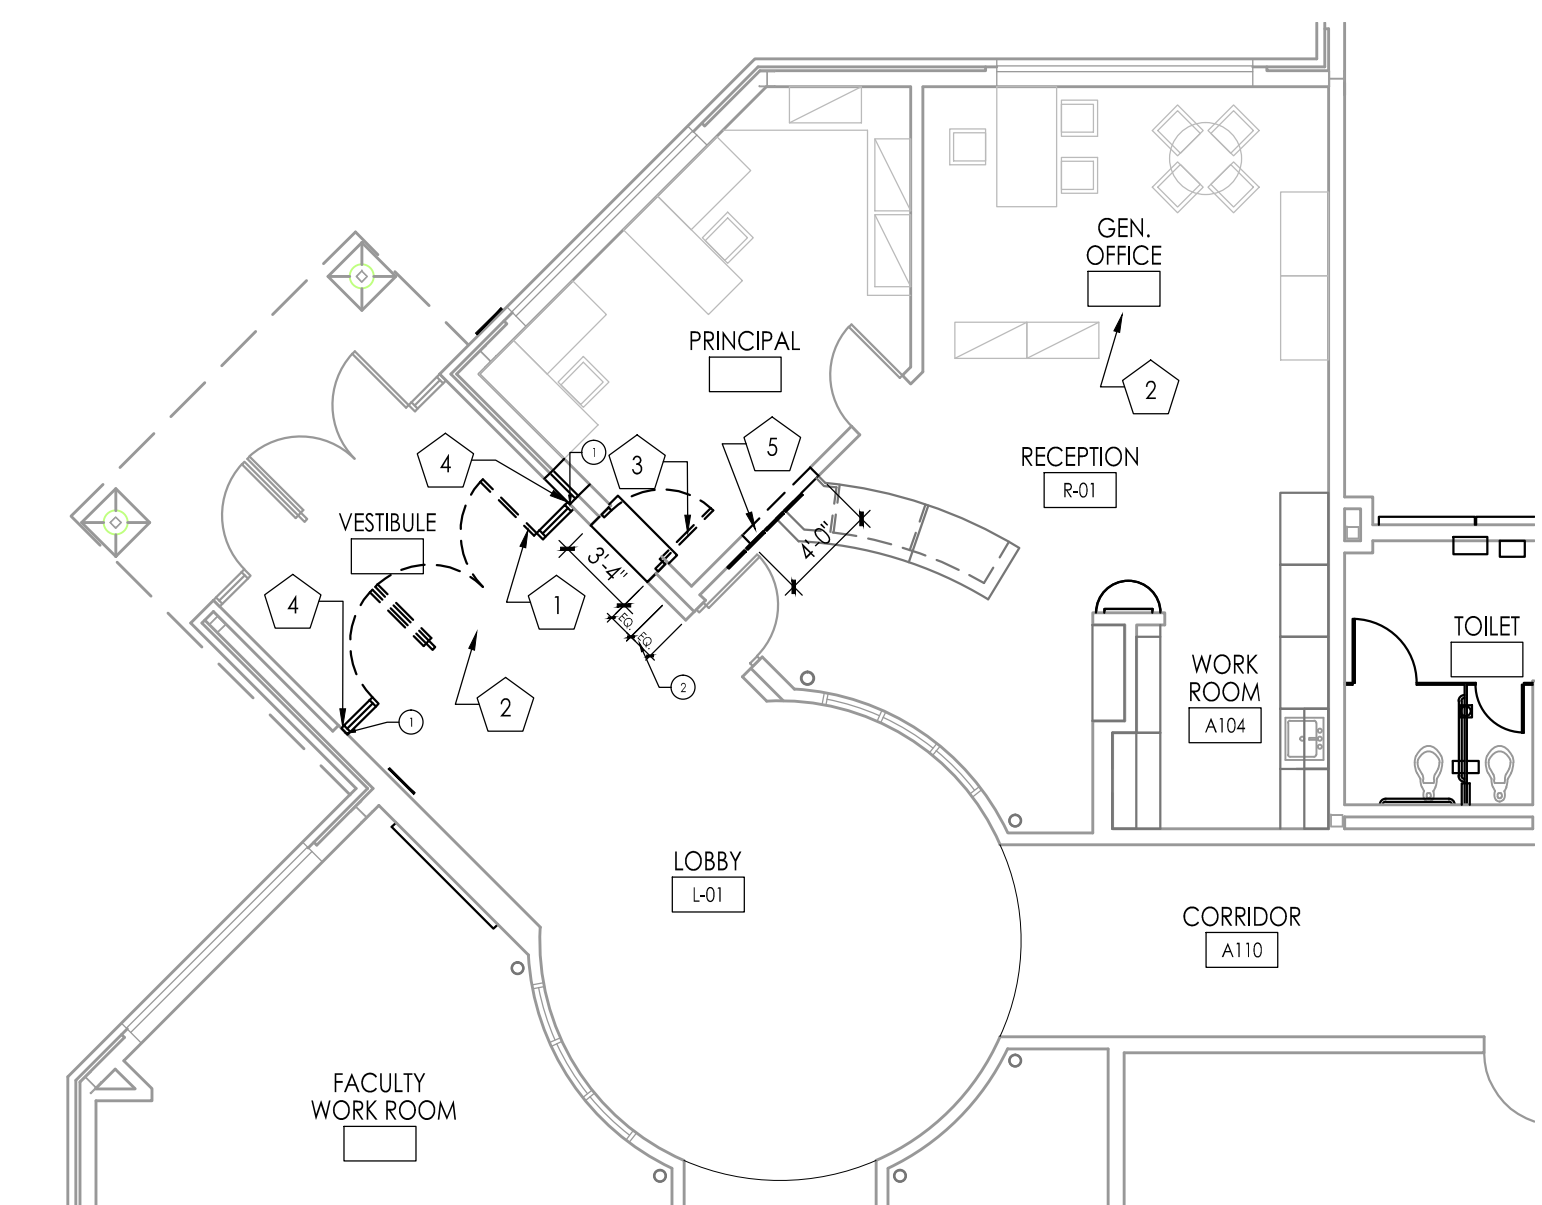 GEN.
OFFICE
PRINCIPAL
2
5
4
1
3
RECEPTION
R-01
VESTIBULE
4'-0"
3'-4"
4
1
EQ.
EQ.
TOILET
WORK
ROOM
A104
2
2
1
LOBBY
L-01
CORRIDOR
A110
FACULTY
WORK ROOM